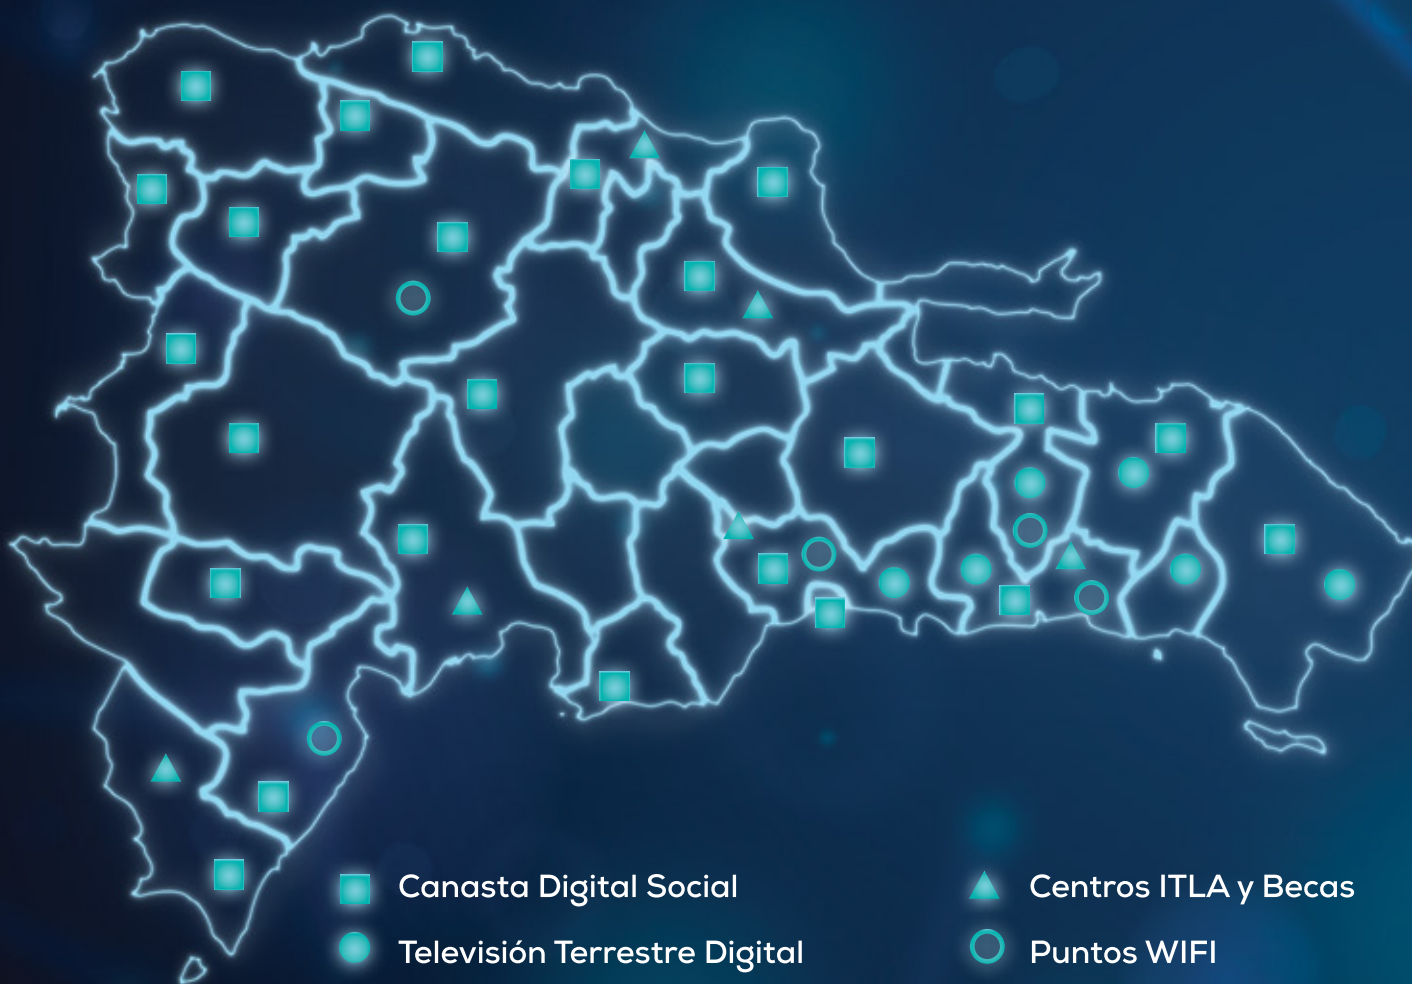 Canasta Digital Social
Televisión Terrestre Digital
Centros ITLA y Becas
Puntos WIFI